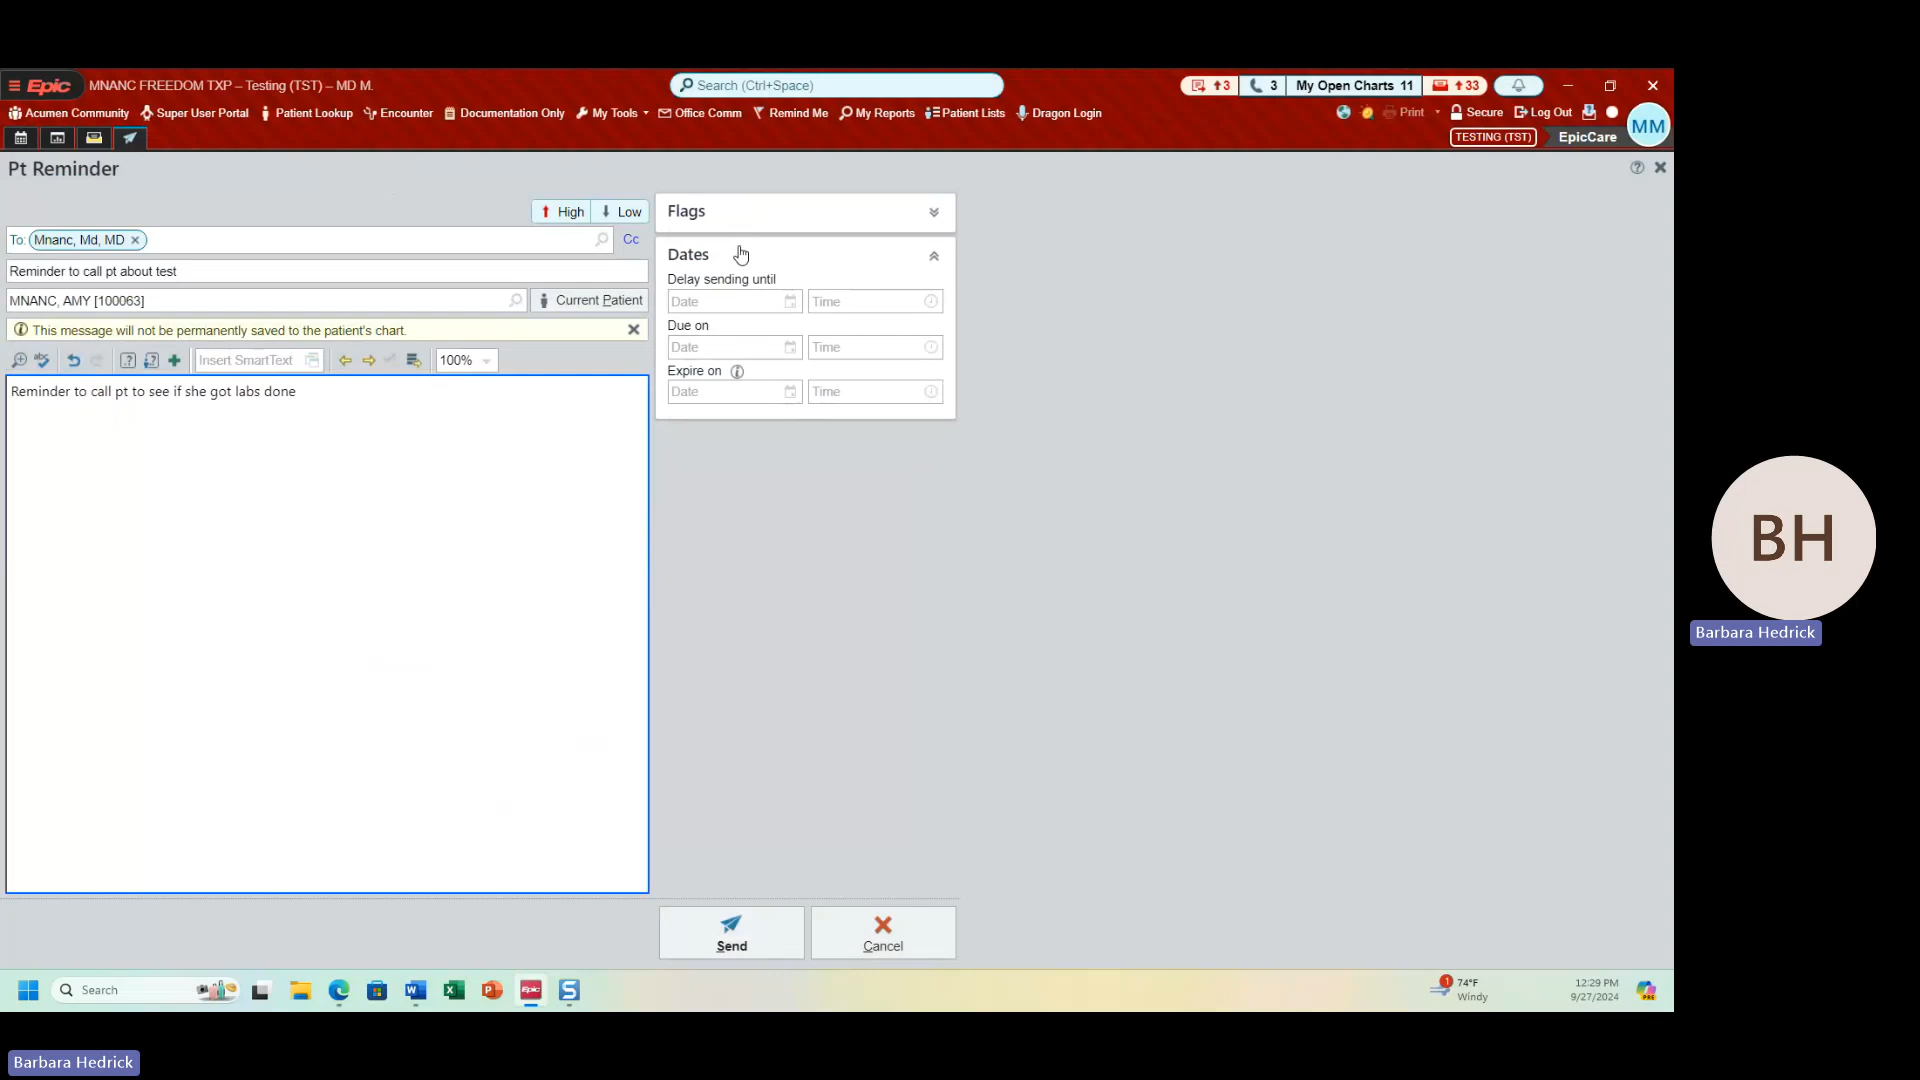 Epic MNANC FREEDOM TXP – Testing (TST) – MD M. Search (Ctrl+Space) 3 3 My Open Charts 11 33
Acumen Community Super User Portal Patient Lookup Encounter Documentation Only My Tools Office Comm Remind Me My Reports Patient Lists Dragon Login Print Secure Log Out MM
TESTING (TST) EpicCare
Pt Reminder
High Low
To: Mnanc, Md, MD Cc
Reminder to call pt about test
MNANC, AMY [100063] Current Patient
This message will not be permanently saved to the patient's chart.
Insert SmartText 100%
Reminder to call pt to see if she got labs done
Flags
Dates
Delay sending until
Date Time
Due on
Date Time
Expire on
Date Time
Send Cancel
BH
Barbara Hedrick
Search
1 74°F
Windy
12:29 PM
9/27/2024
Barbara Hedrick